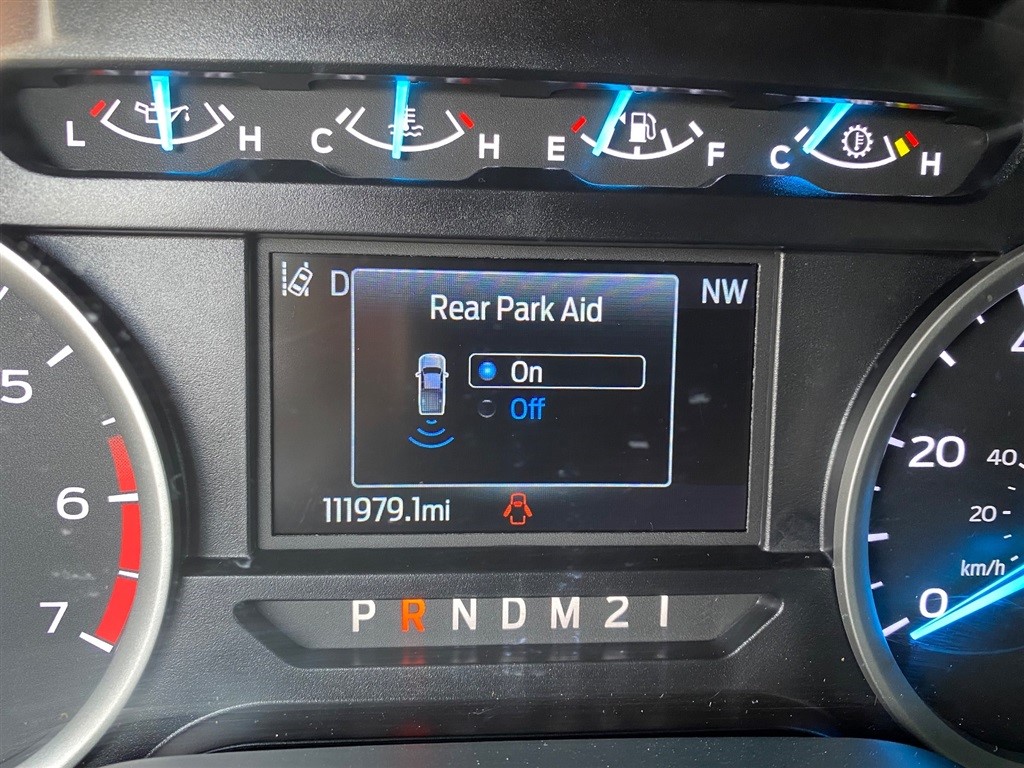 L H C H E F C H
D NW
Rear Park Aid
On
Off
111979.1mi
P R N D M 2 1
5
6
7
20
0
40
20
km/h